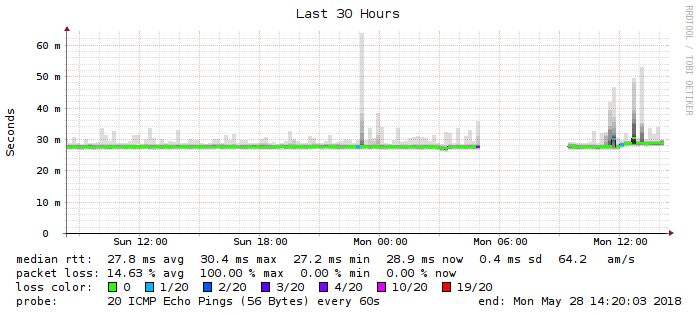 Last 30 Hours
RRDTOOL / TOBI OETIKER
Seconds
60 m
50 m
40 m
30 m
20 m
10 m
0
Sun 12:00 Sun 18:00 Mon 00:00 Mon 06:00 Mon 12:00
median rtt: 27.8 ms avg 30.4 ms max 27.2 ms min 28.9 ms now 0.4 ms sd 64.2 am/s
packet loss: 14.63 % avg 100.00 % max 0.00 % min 0.00 % now
loss color: 0 1/20 2/20 3/20 4/20 10/20 19/20
probe: 20 ICMP Echo Pings (56 Bytes) every 60s end: Mon May 28 14:20:03 2018